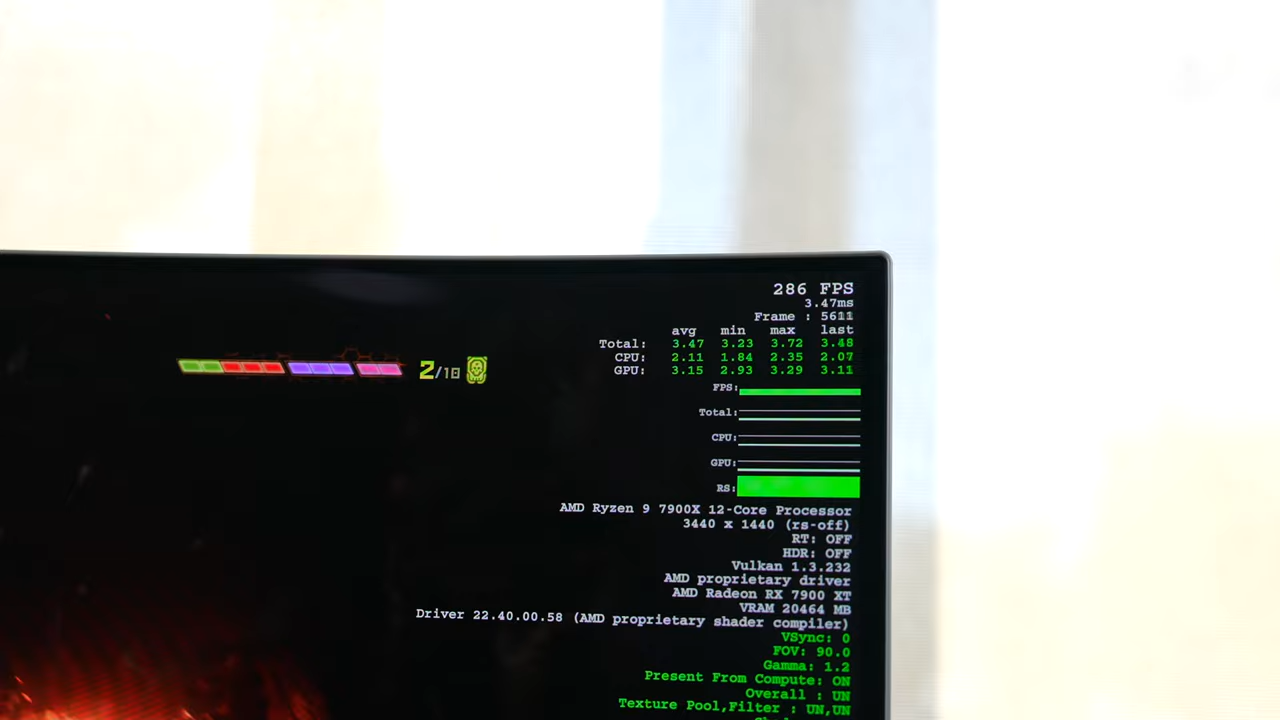 286 FPS
3.47ms
Frame : 5611
avg min max last
Total: 3.47 3.23 3.72 3.48
CPU: 2.11 1.84 2.35 2.07
GPU: 3.15 2.93 3.29 3.11
2/10
FPS:
Total:
CPU:
GPU:
RS:
AMD Ryzen 9 7900X 12-Core Processor
3440 x 1440 (rs-off)
RT: OFF
HDR: OFF
Vulkan 1.3.232
AMD proprietary driver
AMD Radeon RX 7900 XT
VRAM 20464 MB
Driver 22.40.00.58 (AMD proprietary shader compiler)
VSync: 0
FOV: 90.0
Gamma: 1.2
Present From Compute: ON
Overall : UN
Texture Pool,Filter : UN,UN